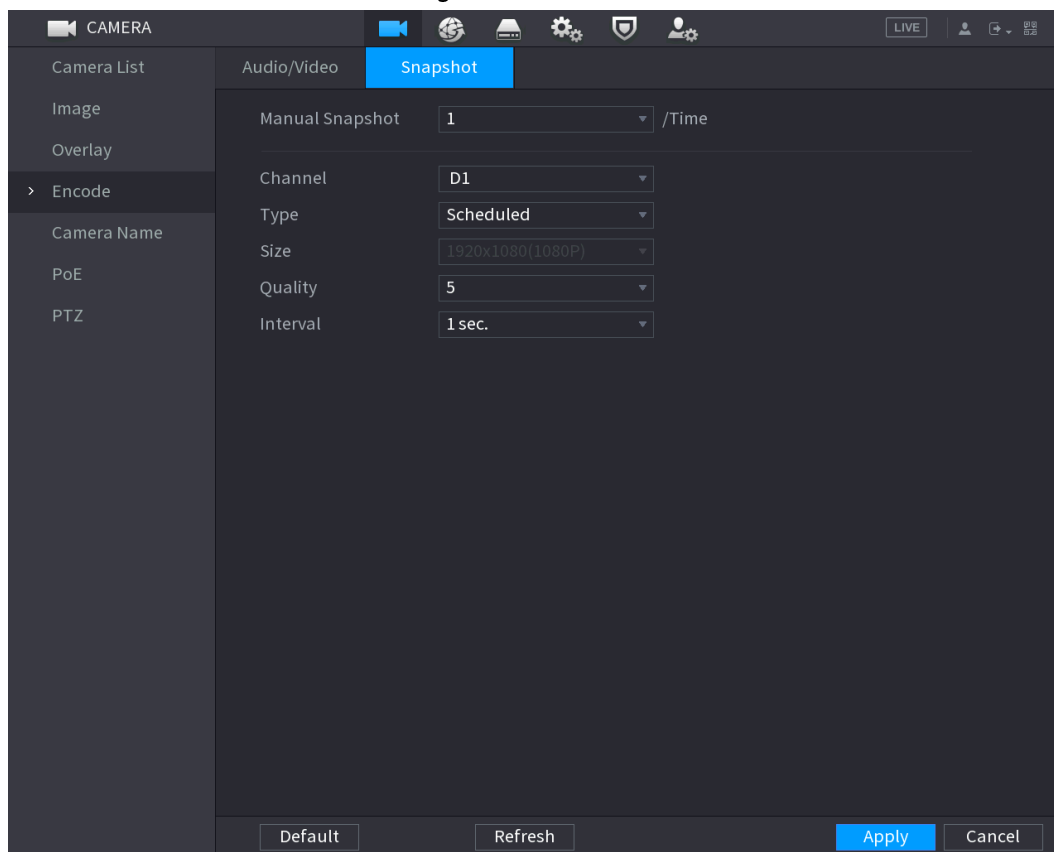 CAMERA
LIVE
Camera List
Image
Overlay
Encode
Camera Name
PoE
PTZ
Audio/Video Snapshot
Manual Snapshot 1 /Time
Channel D1
Type Scheduled
Size 1920x1080(1080P)
Quality 5
Interval 1 sec.
Default Refresh Apply Cancel